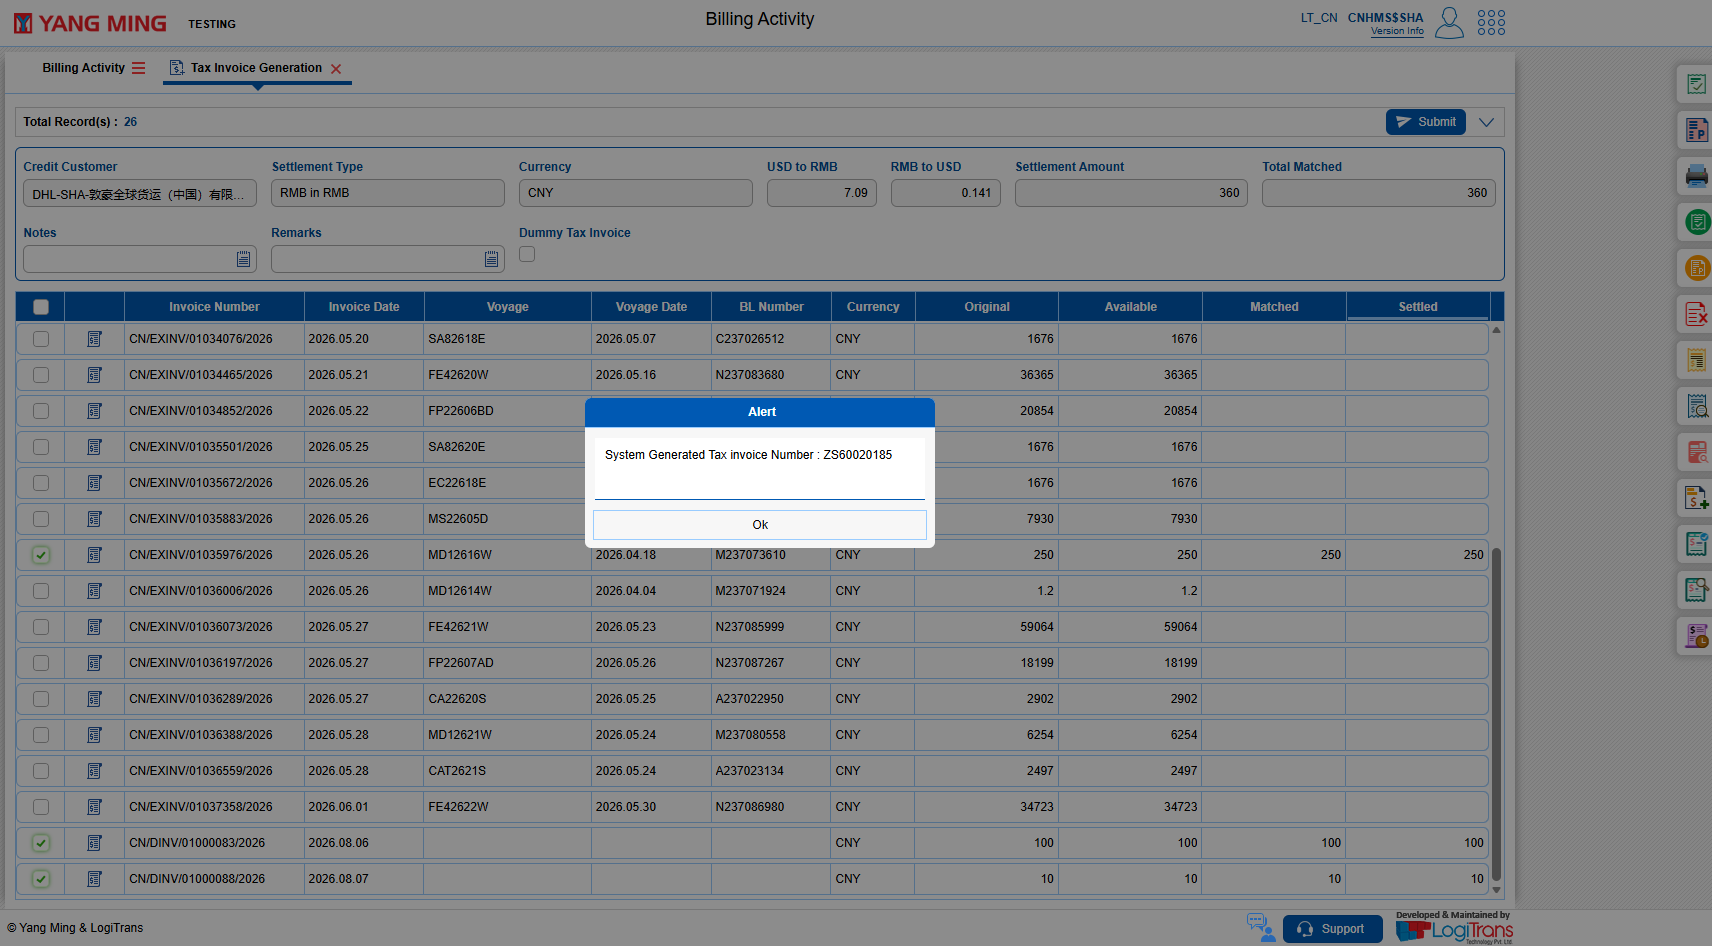 YANG MING TESTING Billing Activity LT_CN CNHMS$SHA
Version Info
Billing Activity Tax Invoice Generation
Total Record(s) : 26 Submit
Credit Customer Settlement Type Currency USD to RMB RMB to USD Settlement Amount Total Matched
DHL-SHA-敦豪全球货运（中国）有限... RMB in RMB CNY 7.09 0.141 360 360
Notes Remarks Dummy Tax Invoice
Invoice Number Invoice Date Voyage Voyage Date BL Number Currency Original Available Matched Settled
CN/EXINV/01034076/2026 2026.05.20 SA82618E 2026.05.07 C237026512 CNY 1676 1676
CN/EXINV/01034465/2026 2026.05.21 FE42620W 2026.05.16 N237083680 CNY 36365 36365
CN/EXINV/01034852/2026 2026.05.22 FP22606BD 20854 20854
CN/EXINV/01035501/2026 2026.05.25 SA82620E 1676 1676
CN/EXINV/01035672/2026 2026.05.26 EC22618E 1676 1676
CN/EXINV/01035883/2026 2026.05.26 MS22605D 7930 7930
Alert
System Generated Tax invoice Number : ZS60020185
Ok
CN/EXINV/01035976/2026 2026.05.26 MD12616W 2026.04.18 M237073610 CNY 250 250 250 250
CN/EXINV/01036006/2026 2026.05.26 MD12614W 2026.04.04 M237071924 CNY 1.2 1.2
CN/EXINV/01036073/2026 2026.05.27 FE42621W 2026.05.23 N237085999 CNY 59064 59064
CN/EXINV/01036197/2026 2026.05.27 FP22607AD 2026.05.26 N237087267 CNY 18199 18199
CN/EXINV/01036289/2026 2026.05.27 CA22620S 2026.05.25 A237022950 CNY 2902 2902
CN/EXINV/01036388/2026 2026.05.28 MD12621W 2026.05.24 M237080558 CNY 6254 6254
CN/EXINV/01036559/2026 2026.05.28 CAT2621S 2026.05.24 A237023134 CNY 2497 2497
CN/EXINV/01037358/2026 2026.06.01 FE42622W 2026.05.30 N237086980 CNY 34723 34723
CN/DINV/01000083/2026 2026.08.06 CNY 100 100 100 100
CN/DINV/01000088/2026 2026.08.07 CNY 10 10 10 10
© Yang Ming & LogiTrans Support
Developed & Maintained by
LogiTrans
Technology Pvt. Ltd.